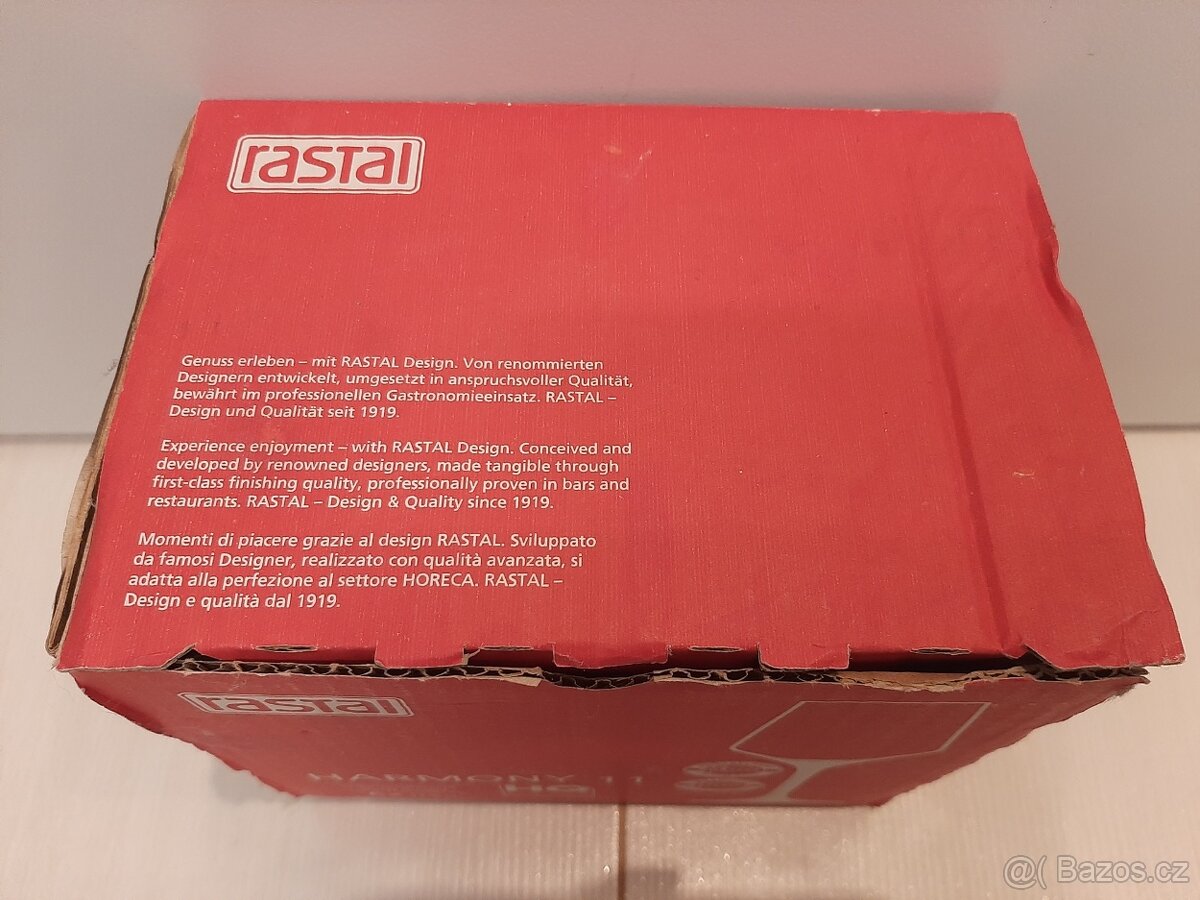 rastal
Genuss erleben – mit RASTAL Design. Von renommierten
Designern entwickelt, umgesetzt in anspruchsvoller Qualität,
bewährt im professionellen Gastronomieeinsatz. RASTAL –
Design und Qualität seit 1919.
Experience enjoyment – with RASTAL Design. Conceived and
developed by renowned designers, made tangible through
first-class finishing quality, professionally proven in bars and
restaurants. RASTAL – Design & Quality since 1919.
Momenti di piacere grazie al design RASTAL. Sviluppato
da famosi Designer, realizzato con qualità avanzata, si
adatta alla perfezione al settore HORECA. RASTAL –
Design e qualità dal 1919.
rastal
HARMONY 11
HQ
@( Bazos.cz